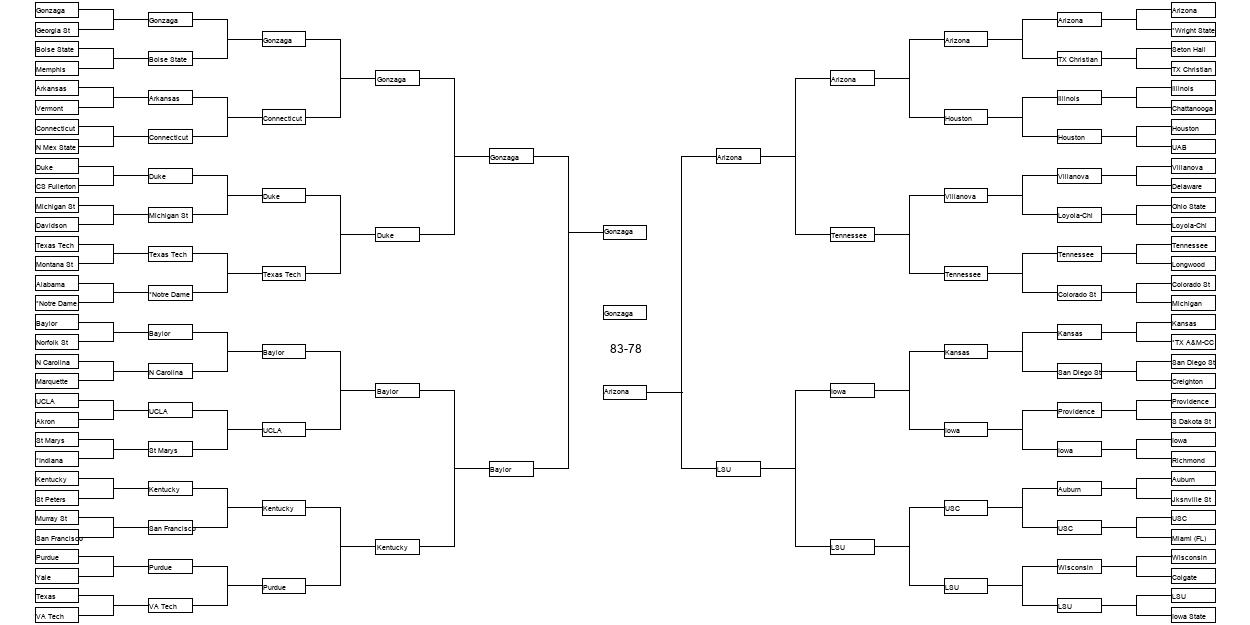 Gonzaga
Georgia St
Boise State
Memphis
Arkansas
Vermont
Connecticut
N Mex State
Duke
CS Fullerton
Michigan St
Davidson
Texas Tech
Montana St
Alabama
*Notre Dame
Baylor
Norfolk St
N Carolina
Marquette
UCLA
Akron
St Marys
*Indiana
Kentucky
St Peters
Murray St
San Francisco
Purdue
Yale
Texas
VA Tech
Gonzaga
Boise State
Arkansas
Connecticut
Duke
Michigan St
Texas Tech
*Notre Dame
Baylor
N Carolina
UCLA
St Marys
Kentucky
San Francisco
Purdue
VA Tech
Gonzaga
Connecticut
Duke
Texas Tech
Baylor
UCLA
Kentucky
Purdue
Gonzaga
Duke
Baylor
Kentucky
Gonzaga
Baylor
Gonzaga
Gonzaga
83-78
Arizona
Arizona
LSU
Arizona
Tennessee
Iowa
LSU
Arizona
Houston
Villanova
Tennessee
Kansas
Iowa
USC
LSU
Arizona
TX Christian
Illinois
Houston
Villanova
Loyola-Chi
Tennessee
Colorado St
Kansas
San Diego St
Providence
Iowa
Auburn
USC
Wisconsin
LSU
Arizona
*Wright State
Seton Hall
TX Christian
Illinois
Chattanooga
Houston
UAB
Villanova
Delaware
Ohio State
Loyola-Chi
Tennessee
Longwood
Colorado St
Michigan
Kansas
*TX A&M-CC
San Diego St
Creighton
Providence
S Dakota St
Iowa
Richmond
Auburn
Jksnville St
USC
Miami (FL)
Wisconsin
Colgate
LSU
Iowa State